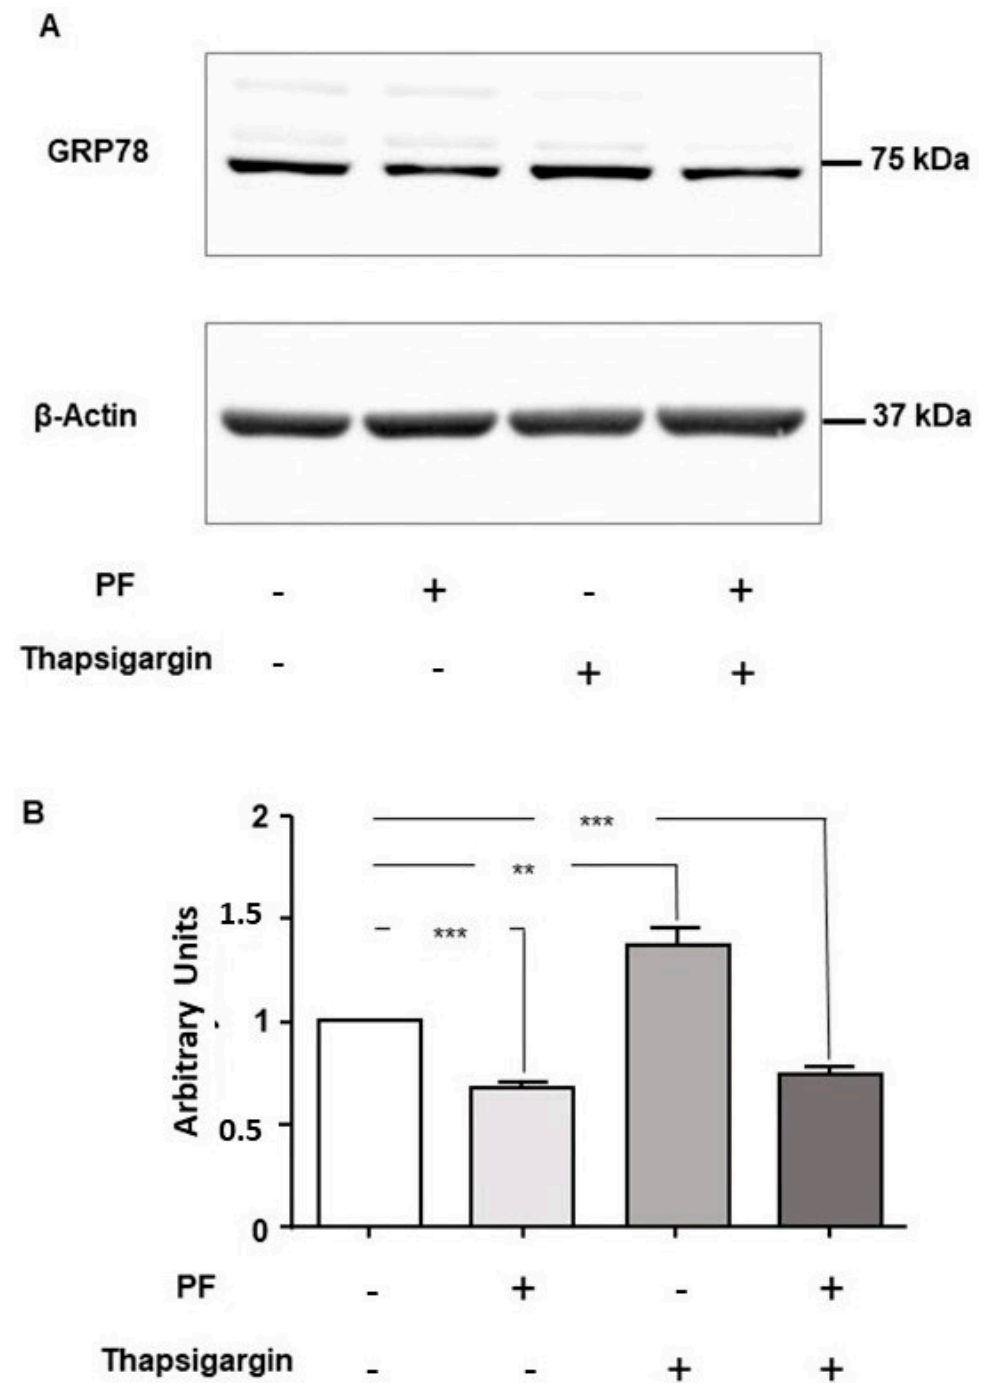 A
GRP78
75 kDa
β-Actin
37 kDa
PF - + - +
Thapsigargin - - + +
B
Arbitrary Units
2
1.5
1
0.5
0
***
**
***
PF - + - +
Thapsigargin - - + +